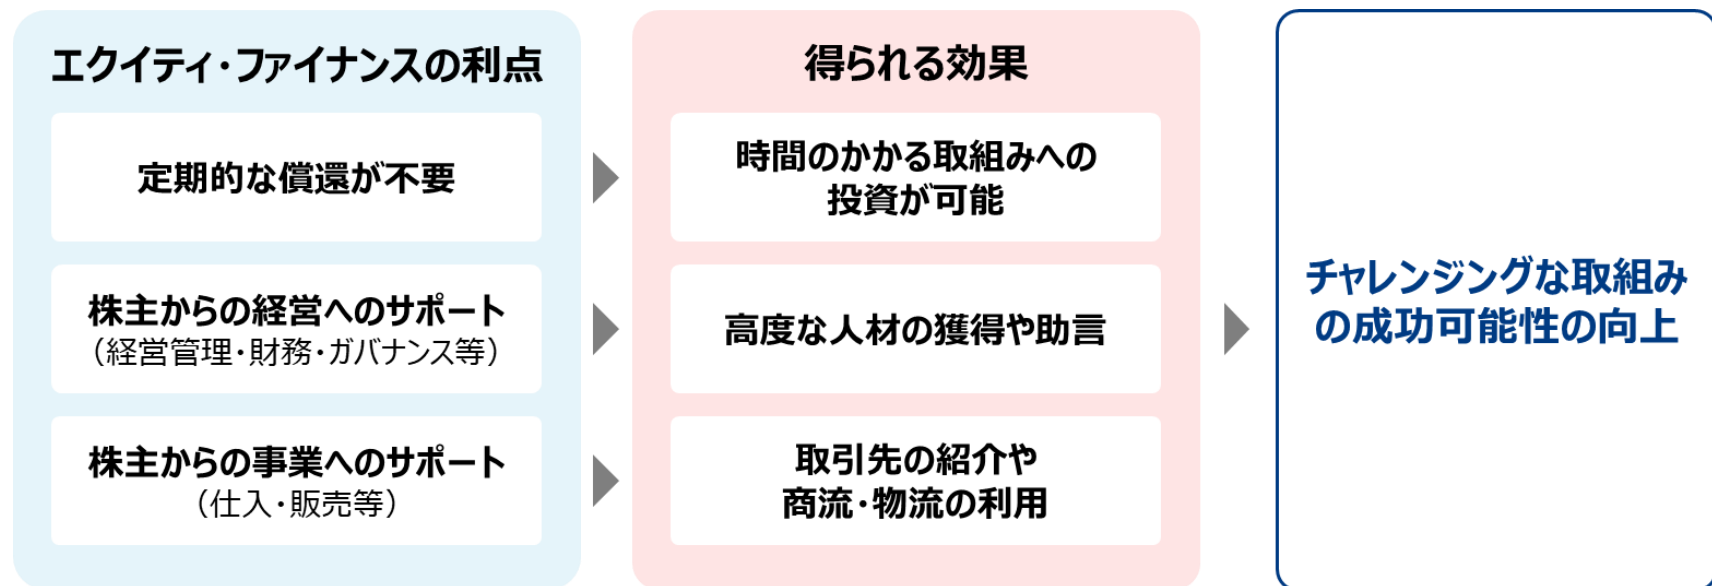 エクイティ・ファイナンスの利点
定期的な償還が不要
株主からの経営へのサポート
（経営管理・財務・ガバナンス等）
株主からの事業へのサポート
（仕入・販売等）
得られる効果
時間のかかる取組みへの
投資が可能
高度な人材の獲得や助言
取引先の紹介や
商流・物流の利用
チャレンジングな取組み
の成功可能性の向上